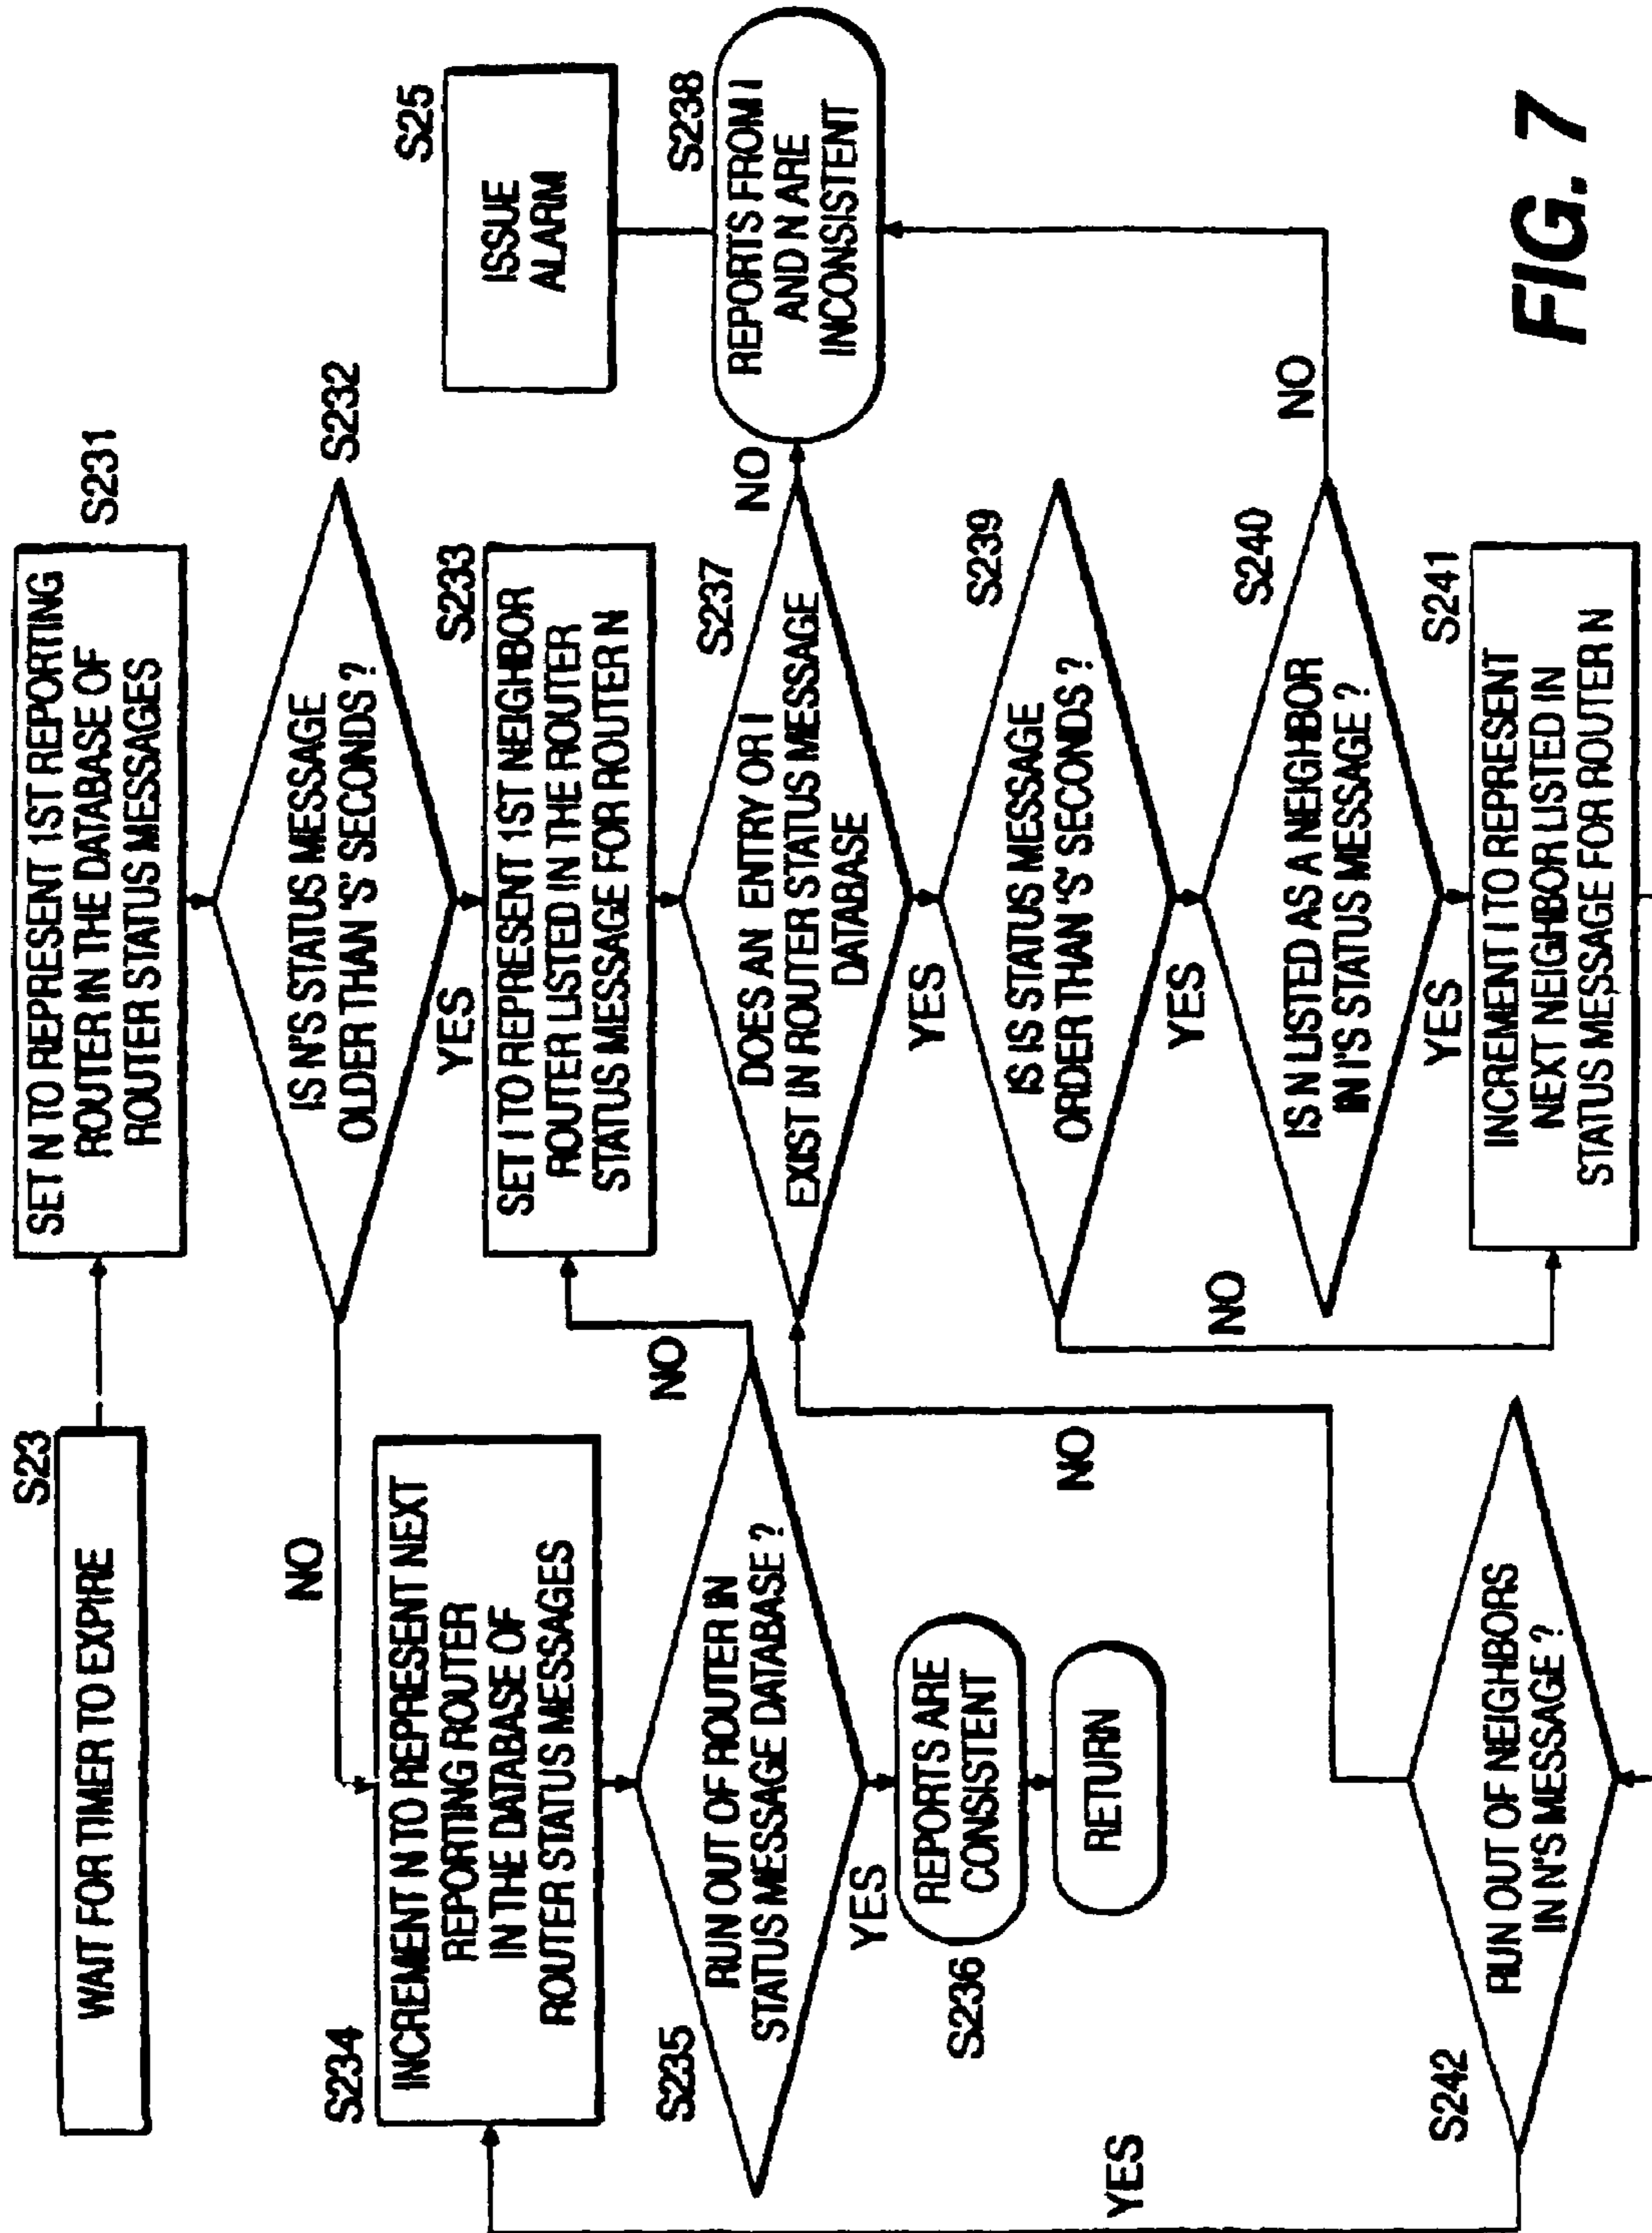 S23
WAIT FOR TIMER TO EXPIRE
SET N TO REPRESENT 1ST REPORTING
ROUTER IN THE DATABASE OF
ROUTER STATUS MESSAGES
S231
IS N'S STATUS MESSAGE
OLDER THAN 'S' SECONDS ?
S232
NO
YES
S234
INCREMENT N TO REPRESENT NEXT
REPORTING ROUTER
IN THE DATABASE OF
ROUTER STATUS MESSAGES
SET I TO REPRESENT 1ST NEIGHBOR
ROUTER LISTED IN THE ROUTER
STATUS MESSAGE FOR ROUTER N
S233
S25
ISSUE
ALARM
S235
RUN OUT OF ROUTER IN
STATUS MESSAGE DATABASE ?
NO
YES
DOES AN ENTRY OR I
EXIST IN ROUTER STATUS MESSAGE
DATABASE
S237
NO
YES
S238
REPORTS FROM I
AND N ARE
INCONSISTENT
S236
REPORTS ARE
CONSISTENT
RETURN
IS IS STATUS MESSAGE
ORDER THAN 'S' SECONDS ?
S239
YES
NO
IS N LISTED AS A NEIGHBOR
IN I'S STATUS MESSAGE ?
S240
NO
YES
NO
INCREMENT I TO REPRESENT
NEXT NEIGHBOR LISTED IN
STATUS MESSAGE FOR ROUTER N
S241
S242
RUN OUT OF NEIGHBORS
IN N'S MESSAGE ?
YES
FIG. 7